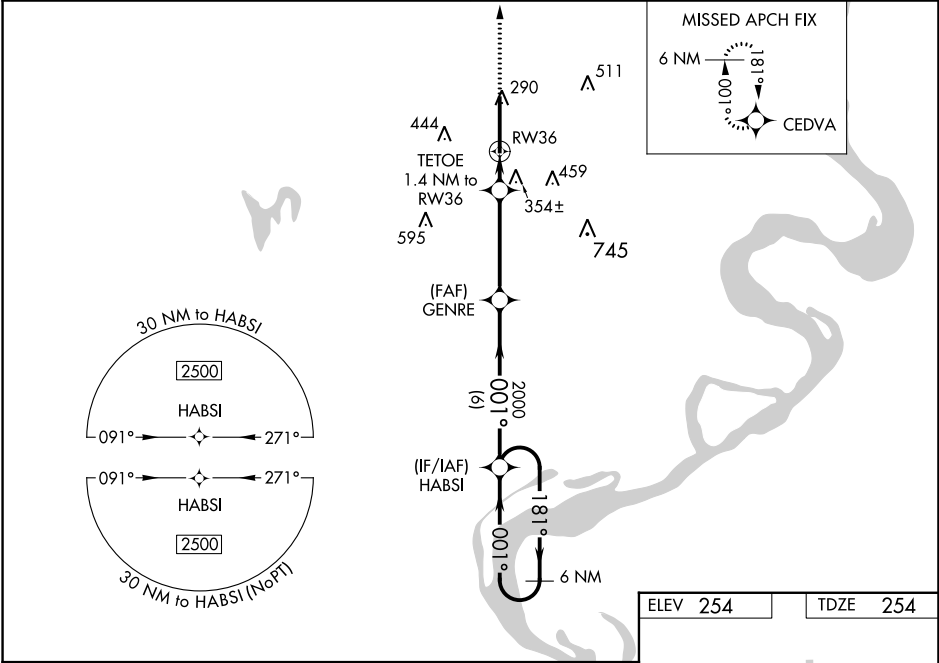 MISSED APCH FIX
6 NM
181°
001°
CEDVA
511
290
444
RW36
TETOE
1.4 NM to
RW36
459
354±
595
745
(FAF)
GENRE
30 NM to HABSI
2500
HABSI
091°
271°
2000
001°
(6)
(IF/IAF)
HABSI
091°
271°
HABSI
2500
30 NM to HABSI (NoPT)
181°
001°
6 NM
ELEV 254
TDZE 254